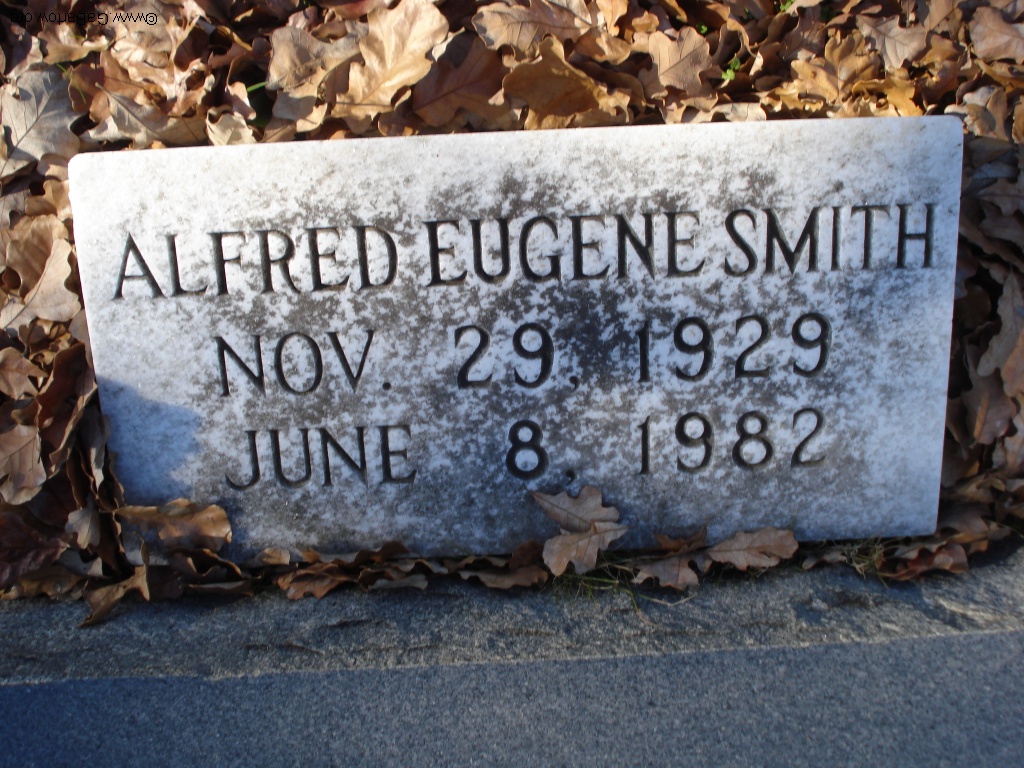 ALFRED EUGENE SMITH
NOV. 29, 1929
JUNE 8, 1982